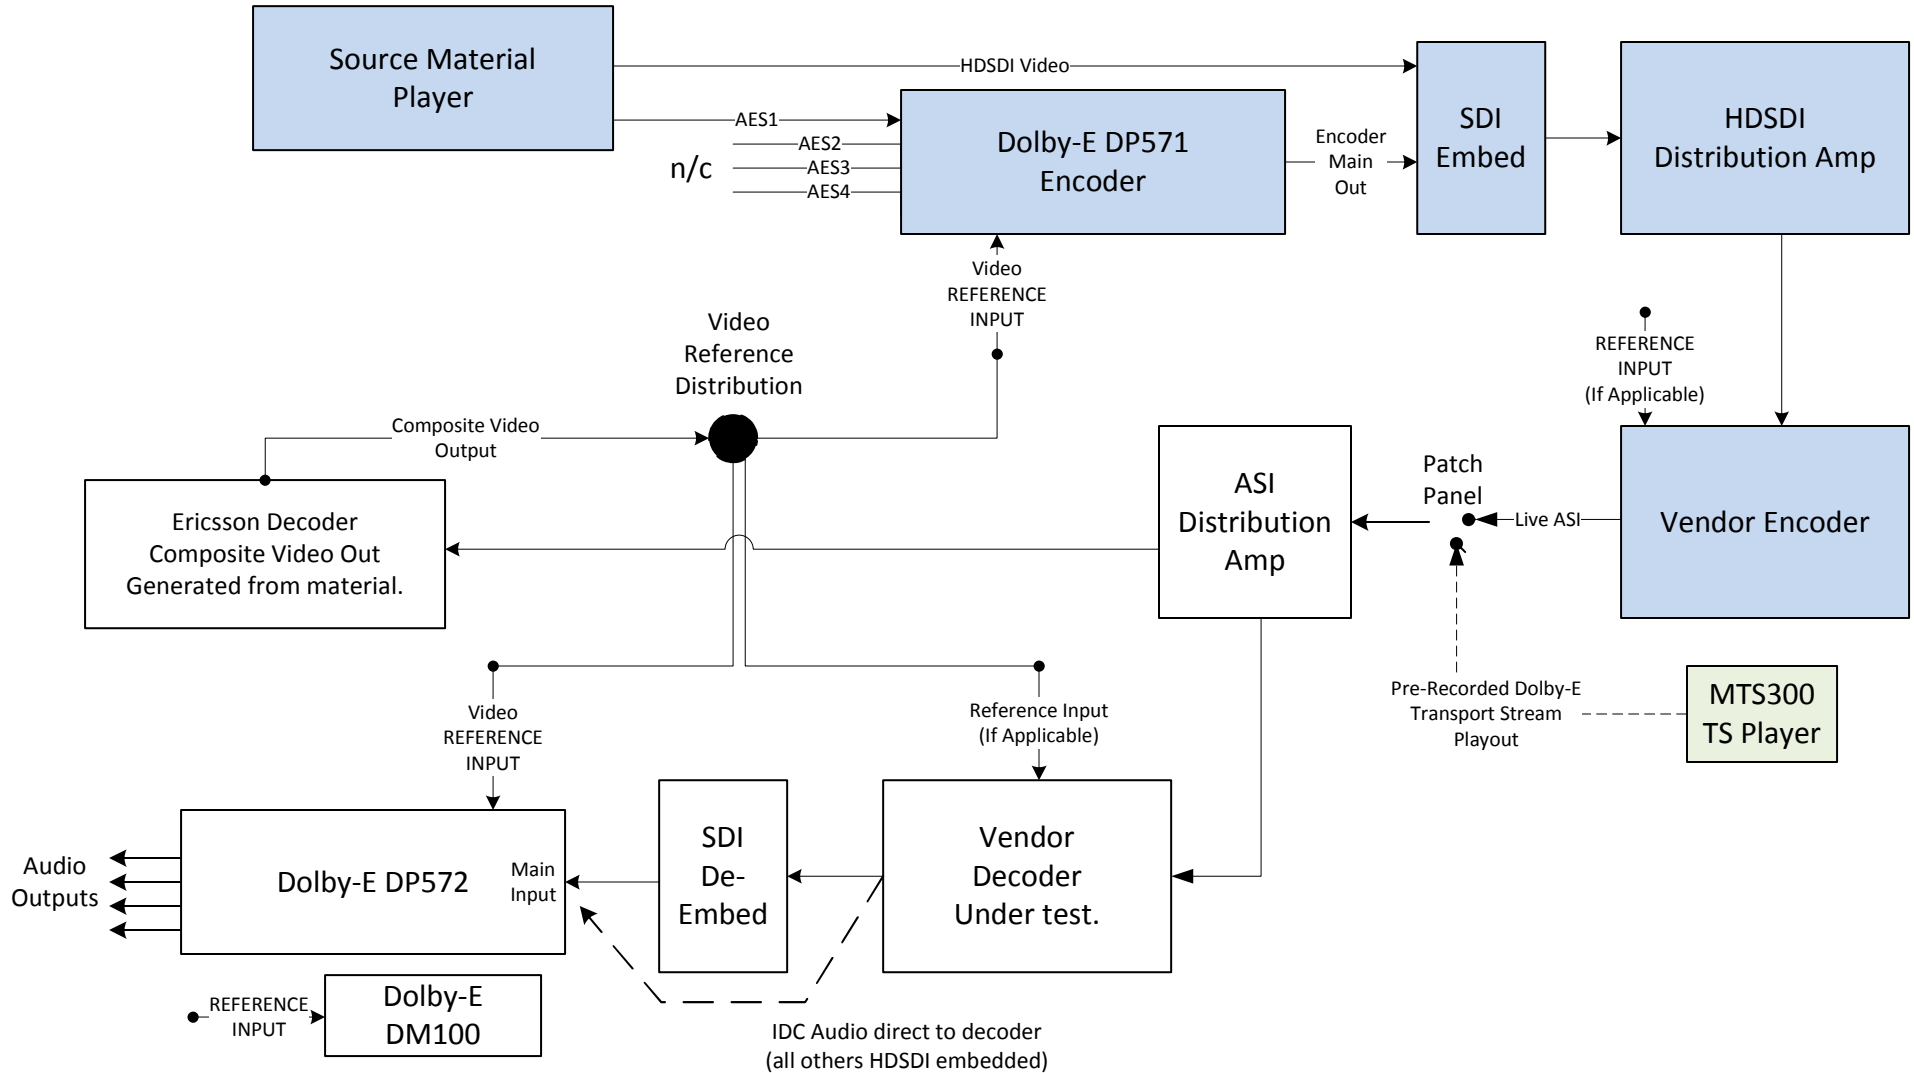 Source Material
Player
HDSDI Video
AES1
AES2
AES3
AES4
n/c
Dolby-E DP571
Encoder
Encoder
Main
Out
SDI
Embed
HDSDI
Distribution Amp
Video
REFERENCE
INPUT
Video
Reference
Distribution
REFERENCE
INPUT
(If Applicable)
Composite Video
Output
Ericsson Decoder
Composite Video Out
Generated from material.
ASI
Distribution
Amp
Patch
Panel
Live ASI
Vendor Encoder
Pre-Recorded Dolby-E
Transport Stream
Playout
MTS300
TS Player
Video
REFERENCE
INPUT
Reference Input
(If Applicable)
Audio
Outputs
Dolby-E DP572
Main
Input
SDI
De-
Embed
Vendor
Decoder
Under test.
REFERENCE
INPUT
Dolby-E
DM100
IDC Audio direct to decoder
(all others HDSDI embedded)